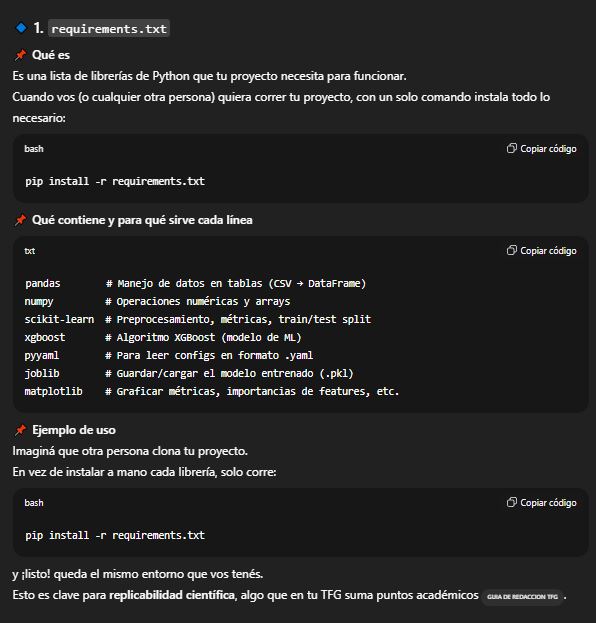 1. requirements.txt
Qué es
Es una lista de librerías de Python que tu proyecto necesita para funcionar.
Cuando vos (o cualquier otra persona) quiera correr tu proyecto, con un solo comando instala todo lo
necesario:
bash
Copiar código
pip install -r requirements.txt
Qué contiene y para qué sirve cada línea
txt
Copiar código
pandas # Manejo de datos en tablas (CSV → DataFrame)
numpy # Operaciones numéricas y arrays
scikit-learn # Preprocesamiento, métricas, train/test split
xgboost # Algoritmo XGBoost (modelo de ML)
pyyaml # Para leer configs en formato .yaml
joblib # Guardar/cargar el modelo entrenado (.pkl)
matplotlib # Graficar métricas, importancias de features, etc.
Ejemplo de uso
Imaginá que otra persona clona tu proyecto.
En vez de instalar a mano cada librería, solo corre:
bash
Copiar código
pip install -r requirements.txt
y ¡listo! queda el mismo entorno que vos tenés.
Esto es clave para replicabilidad científica, algo que en tu TFG suma puntos académicos GUIA DE REDACCION TFG .